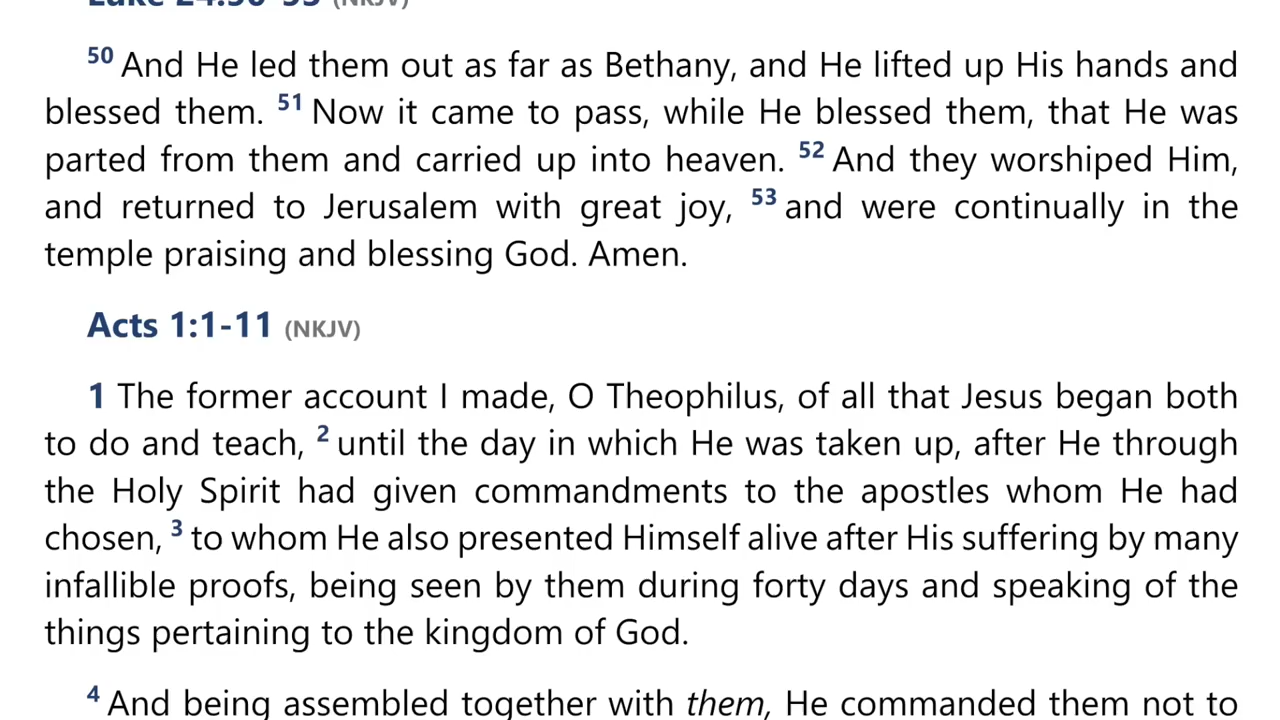 Luke 24:50-53 (NKJV)
50 And He led them out as far as Bethany, and He lifted up His hands and
blessed them. 51 Now it came to pass, while He blessed them, that He was
parted from them and carried up into heaven. 52 And they worshiped Him,
and returned to Jerusalem with great joy, 53 and were continually in the
temple praising and blessing God. Amen.
Acts 1:1-11 (NKJV)
1 The former account I made, O Theophilus, of all that Jesus began both
to do and teach, 2 until the day in which He was taken up, after He through
the Holy Spirit had given commandments to the apostles whom He had
chosen, 3 to whom He also presented Himself alive after His suffering by many
infallible proofs, being seen by them during forty days and speaking of the
things pertaining to the kingdom of God.
4 And being assembled together with them, He commanded them not to